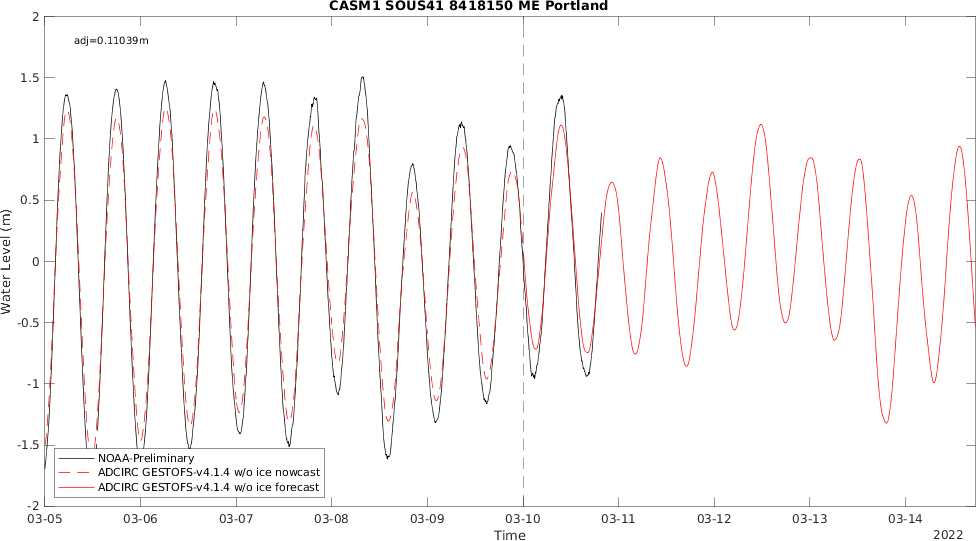 CASM1 SOUS41 8418150 ME Portland
2
adj=0.11039m
1.5
1
0.5
0
-0.5
-1
-1.5
-2
Water Level (m)
NOAA-Preliminary
ADCIRC GESTOFS-v4.1.4 w/o ice nowcast
ADCIRC GESTOFS-v4.1.4 w/o ice forecast
03-05 03-06 03-07 03-08 03-09 03-10 03-11 03-12 03-13 03-14
Time
2022